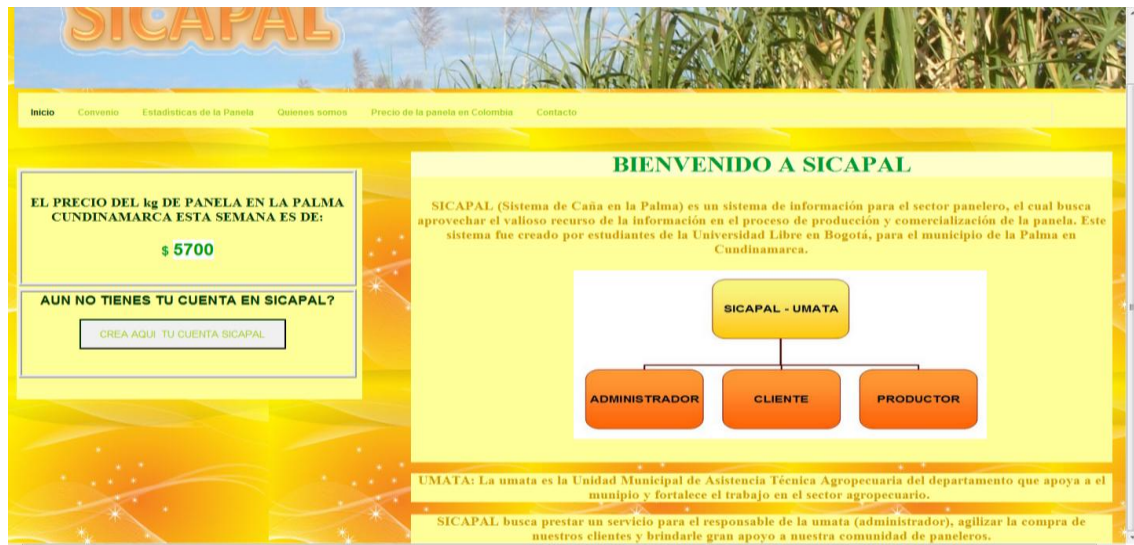 SICAPAL
Inicio Convenio Estadísticas de la Panela Quienes somos Precio de la panela en Colombia Contacto
EL PRECIO DEL kg DE PANELA EN LA PALMA
CUNDINAMARCA ESTA SEMANA ES DE:
$ 5700
AUN NO TIENES TU CUENTA EN SICAPAL?
CREA AQUI TU CUENTA SICAPAL
BIENVENIDO A SICAPAL
SICAPAL (Sistema de Caña en la Palma) es un sistema de información para el sector panelero, el cual busca
aprovechar el valioso recurso de la información en el proceso de producción y comercialización de la panela. Este
sistema fue creado por estudiantes de la Universidad Libre en Bogotá, para el municipio de la Palma en
Cundinamarca.
SICAPAL - UMATA
ADMINISTRADOR CLIENTE PRODUCTOR
UMATA: La umata es la Unidad Municipal de Asistencia Técnica Agropecuaria del departamento que apoya a el
munipio y fortalece el trabajo en el sector agropecuario.
SICAPAL busca prestar un servicio para el responsable de la umata (administrador), agilizar la compra de
nuestros clientes y brindarle gran apoyo a nuestra comunidad de paneleros.